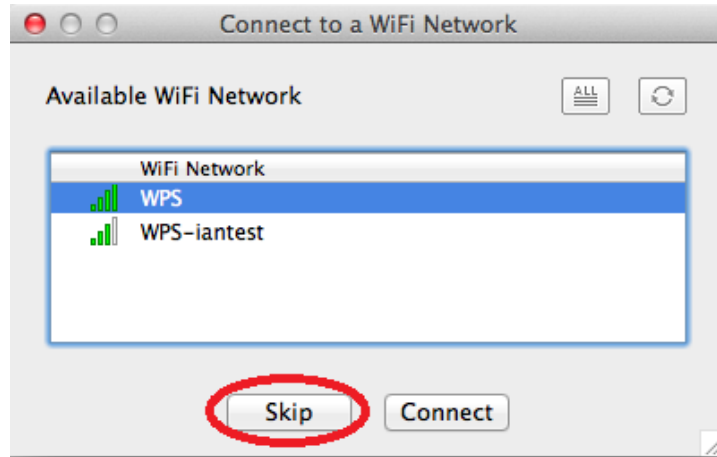 Connect to a WiFi Network
Available WiFi Network
ALL
WiFi Network
WPS
WPS-iantest
Skip
Connect